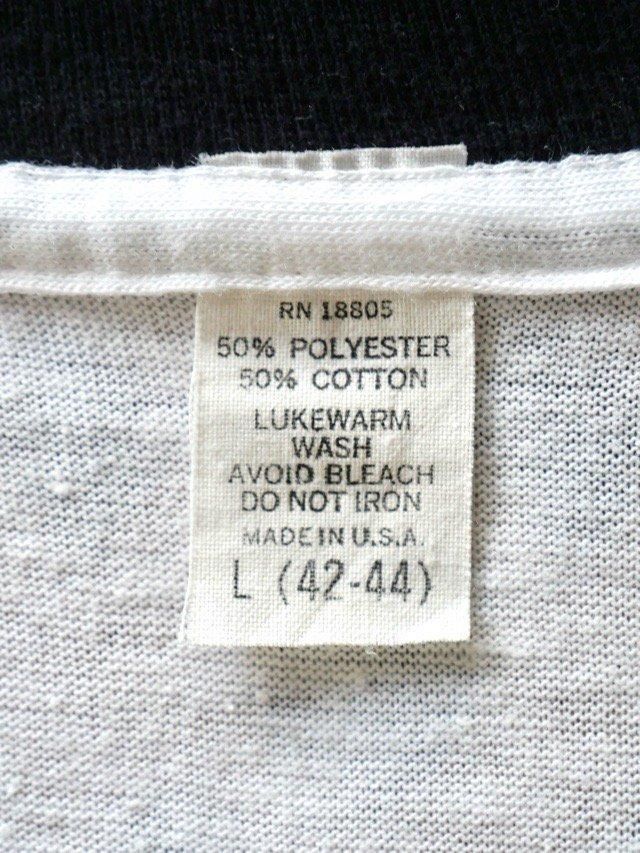 RN 18805
50% POLYESTER
50% COTTON
LUKEWARM
WASH
AVOID BLEACH
DO NOT IRON
MADE IN U.S.A.
L (42-44)